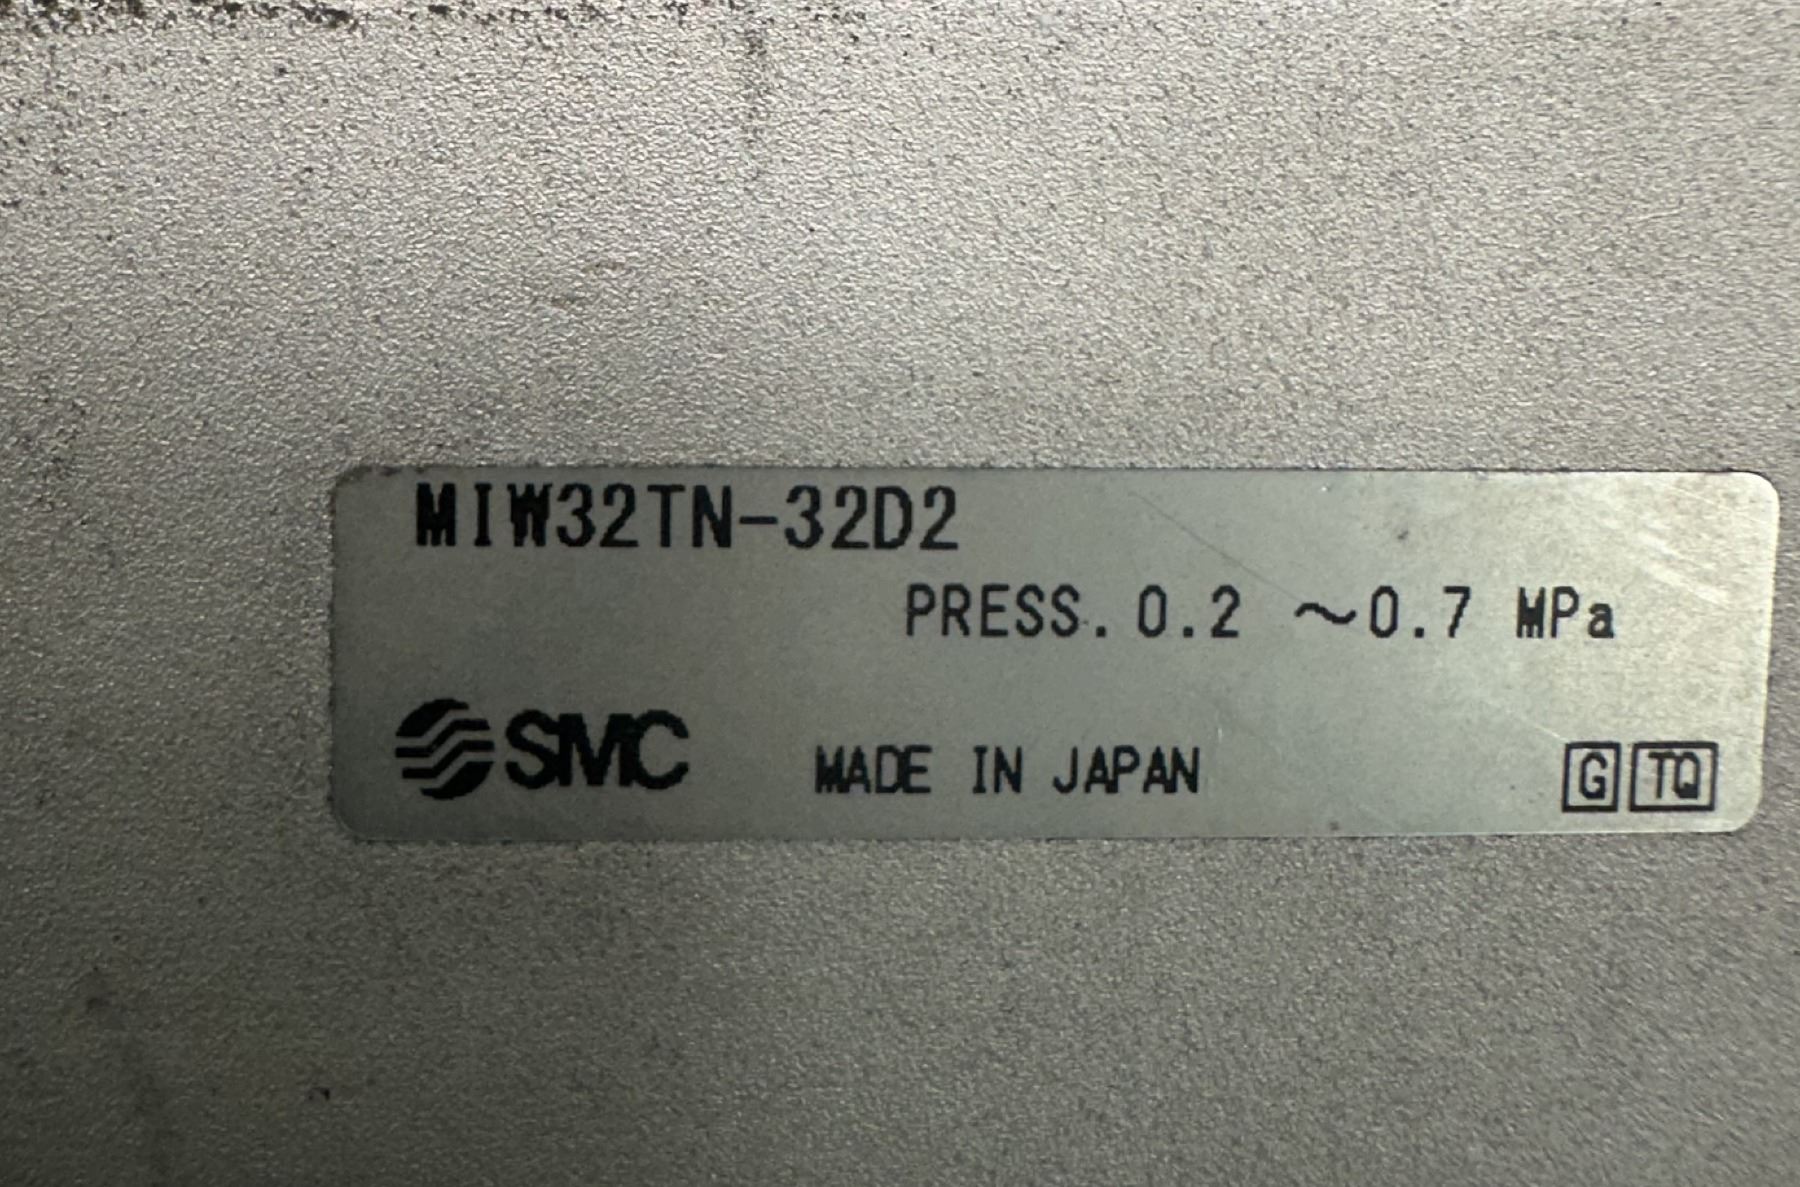 MIW32TN-32D2
PRESS. 0.2 ～0.7 MPa
SMC MADE IN JAPAN G TQ